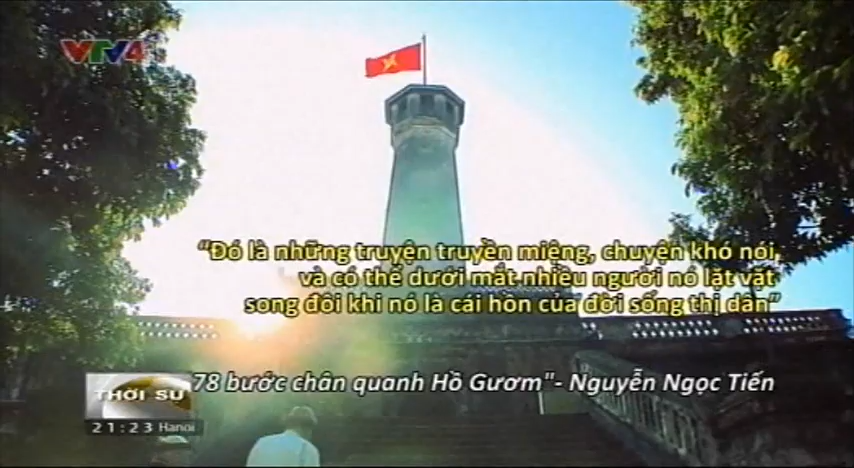 VTV4
"Đó là những truyện truyền miệng, chuyện khó nói,
và có thể dưới mắt nhiều người nó lặt vặt
song đôi khi nó là cái hồn của đời sống thị dân"
78 bước chân quanh Hồ Gươm"- Nguyễn Ngọc Tiến
THỜI SỰ
21:23 Hanoi